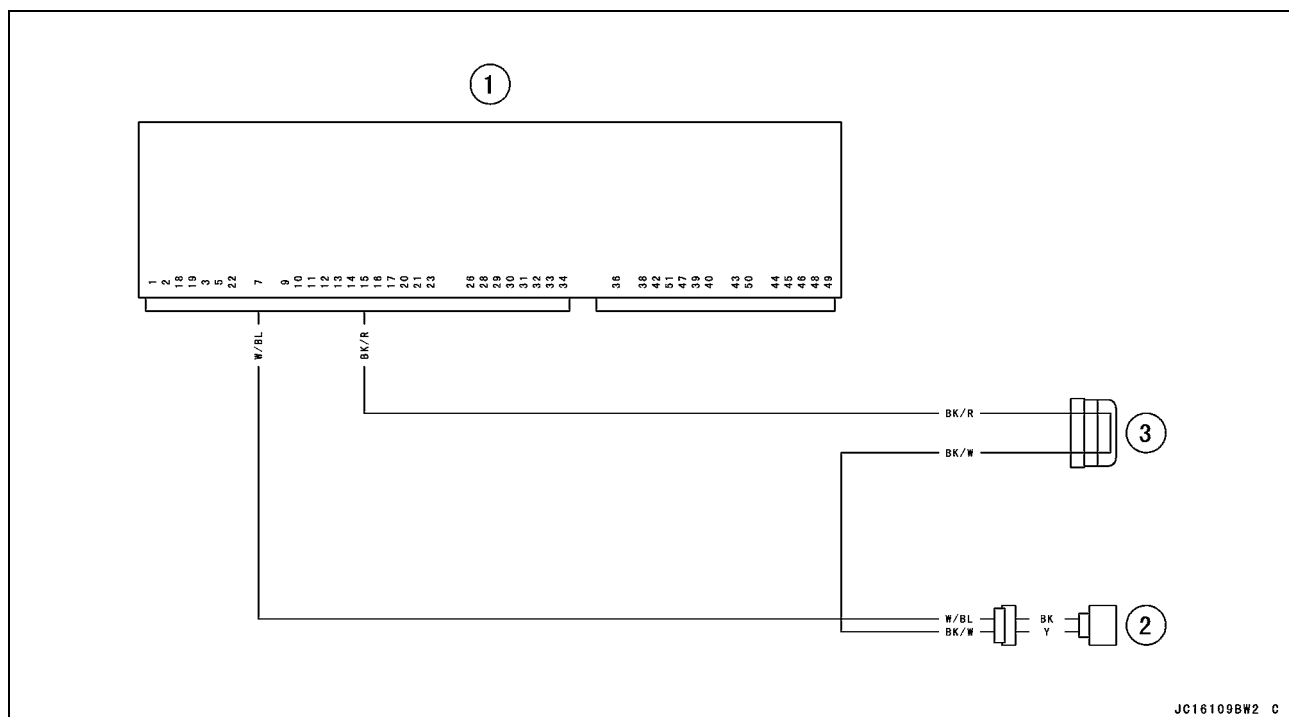 1
1 2 18 19 3 5 22 7 9 10 11 12 13 14 15 16 17 20 21 23 26 28 29 30 31 32 33 34 36 38 42 51 47 39 40 43 50 44 45 46 48 49
W/BL BK/R
BK/R
3
BK/W
W/BL BK
BK/W Y
2
JC16109BW2 C